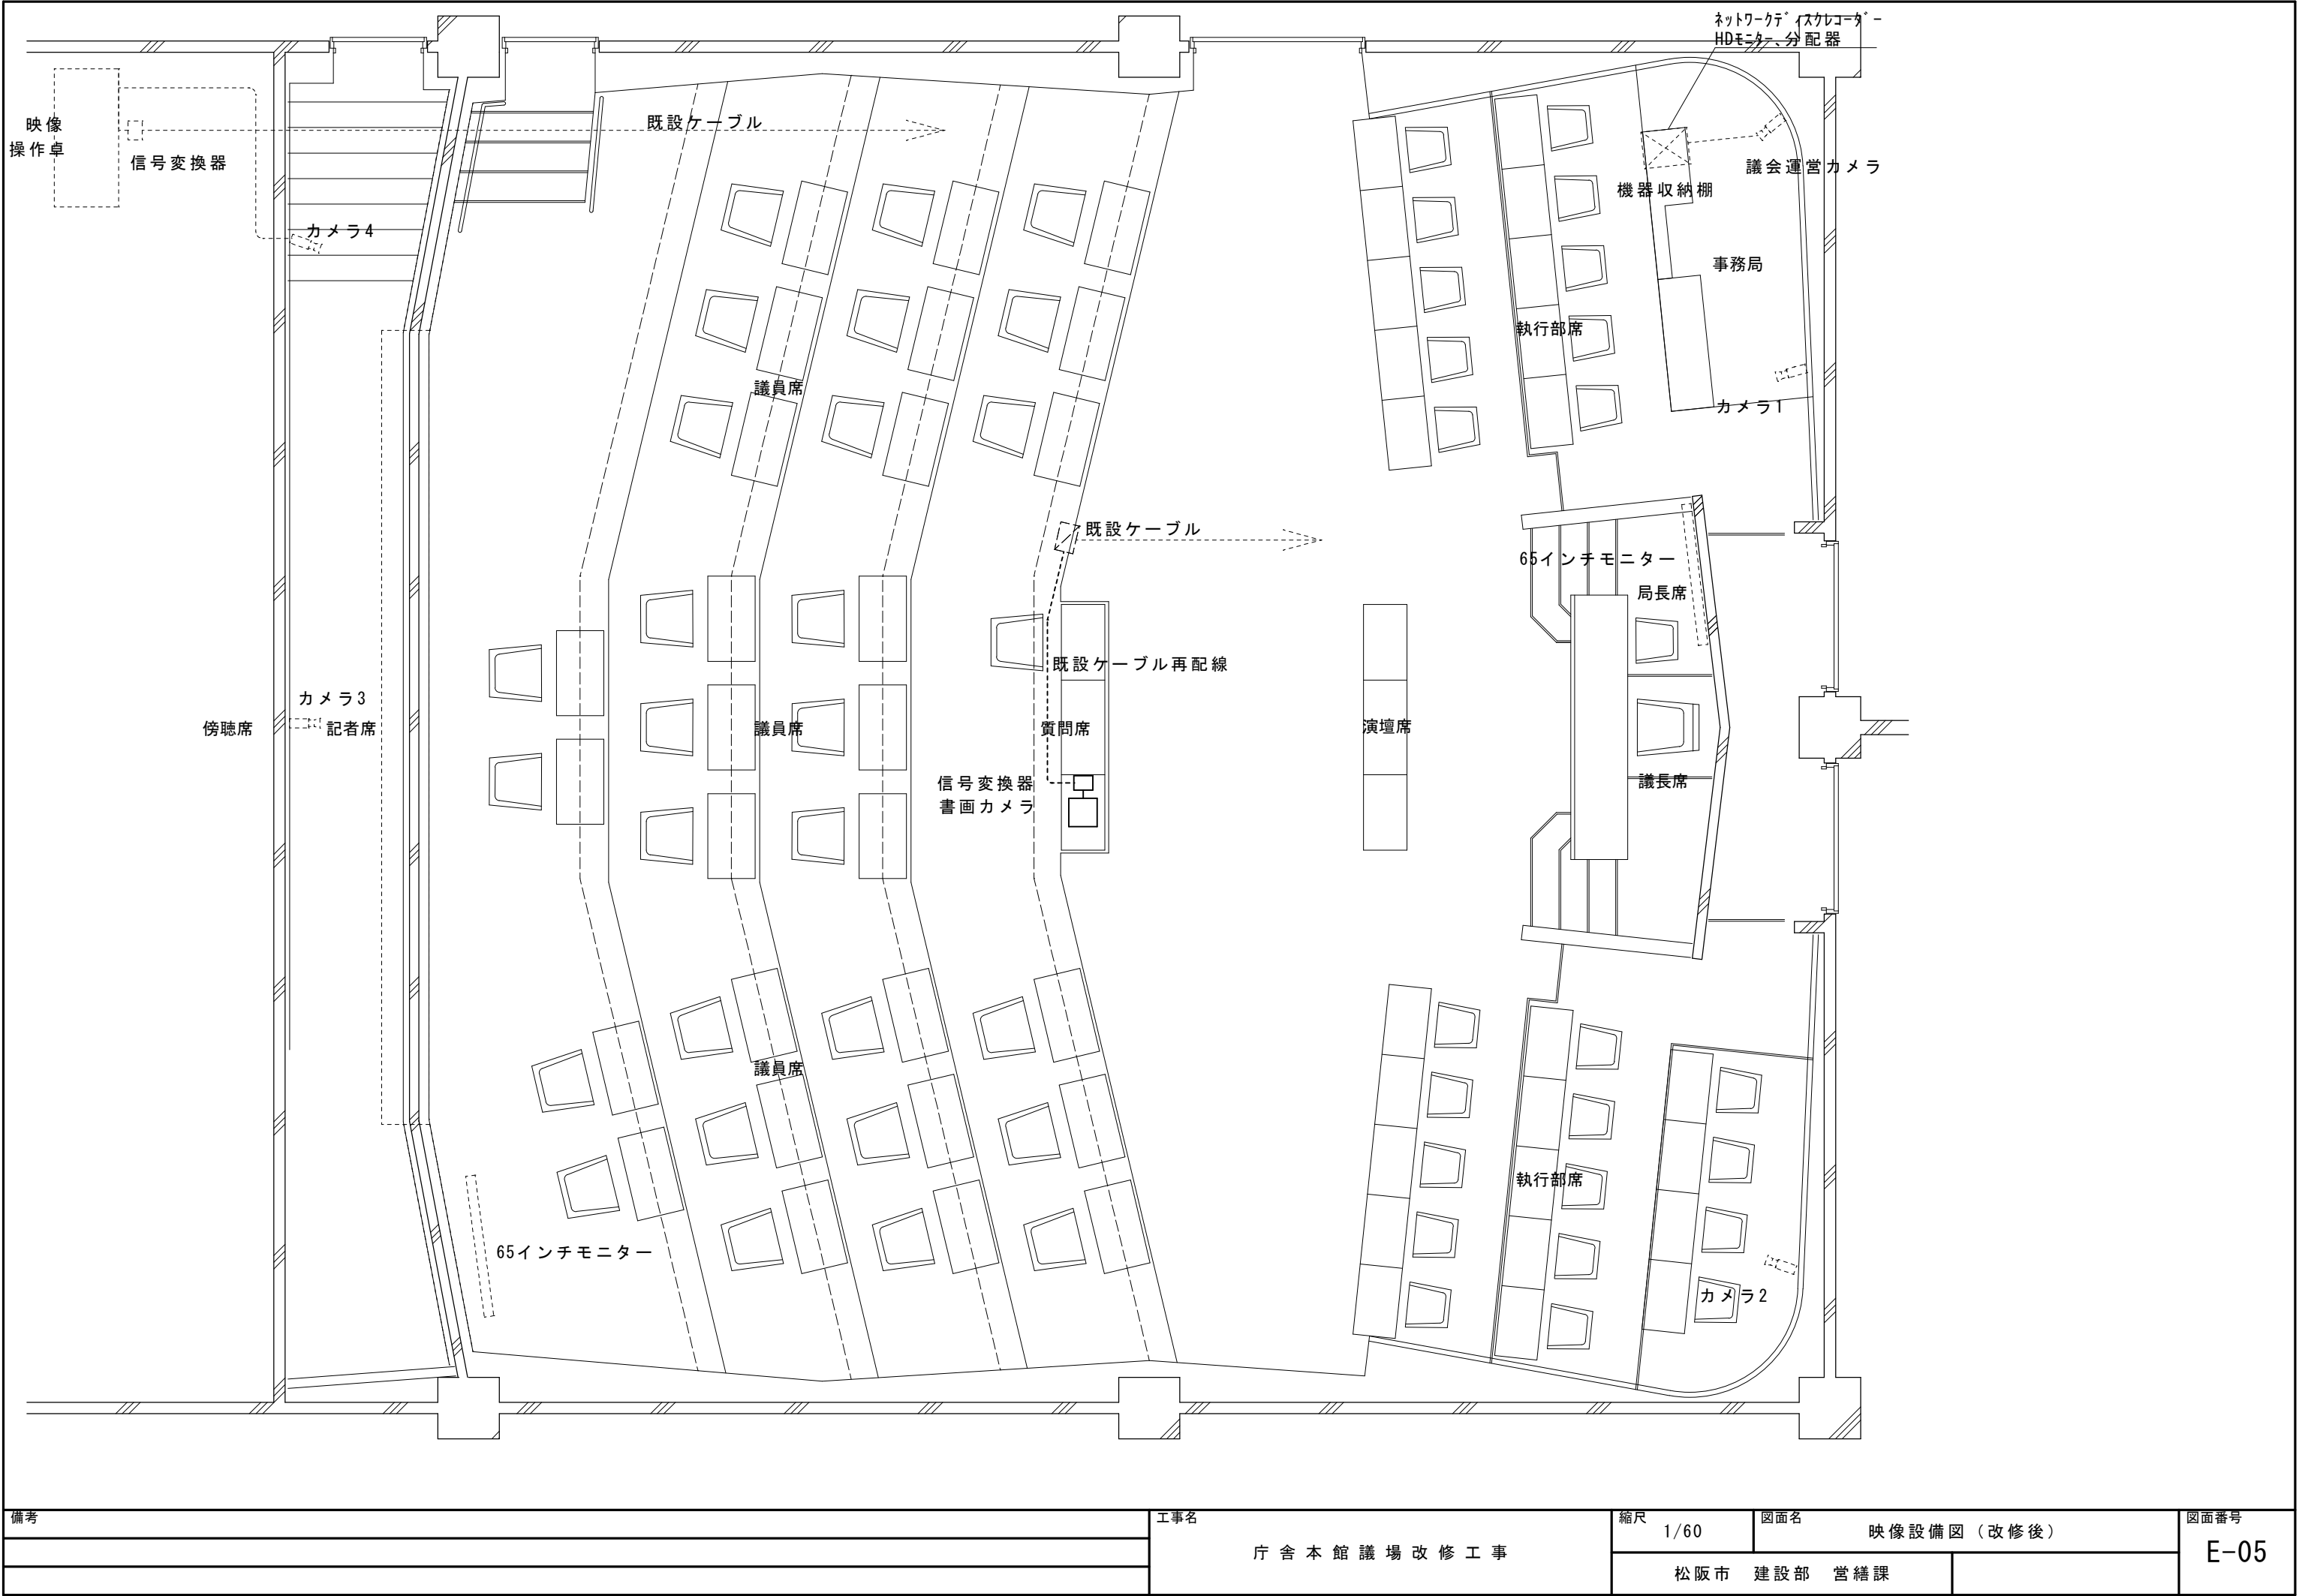 ネットワークディスクレコーダー
HDモニター、分配器
映像
操作卓
信号変換器
既設ケーブル
議会運営カメラ
機器収納棚
カメラ4
事務局
執行部席
議員席
カメラ1
既設ケーブル
65インチモニター
局長席
既設ケーブル再配線
カメラ3
傍聴席
記者席
議員席
質問席
演壇席
議長席
信号変換器
書画カメラ
議員席
執行部席
65インチモニター
カメラ2
備考
工事名
庁舎本館議場改修工事
縮尺
1/60
図面名
映像設備図（改修後）
図面番号
E-05
松阪市 建設部 営繕課